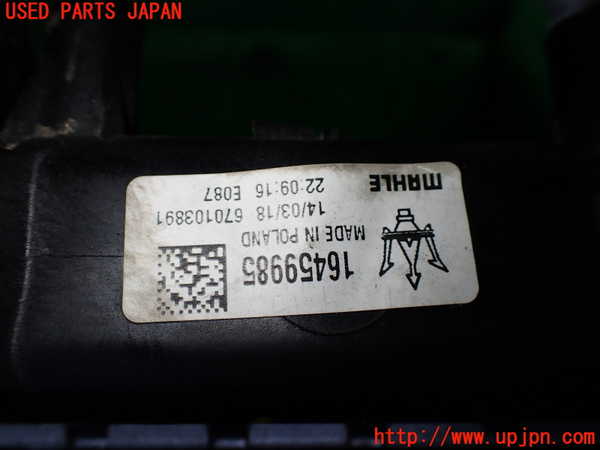 USED PARTS JAPAN
16459985
MADE IN POLAND
14/03/18 670103891
22:09:16 E087
MAHLE
www.upjpn.com